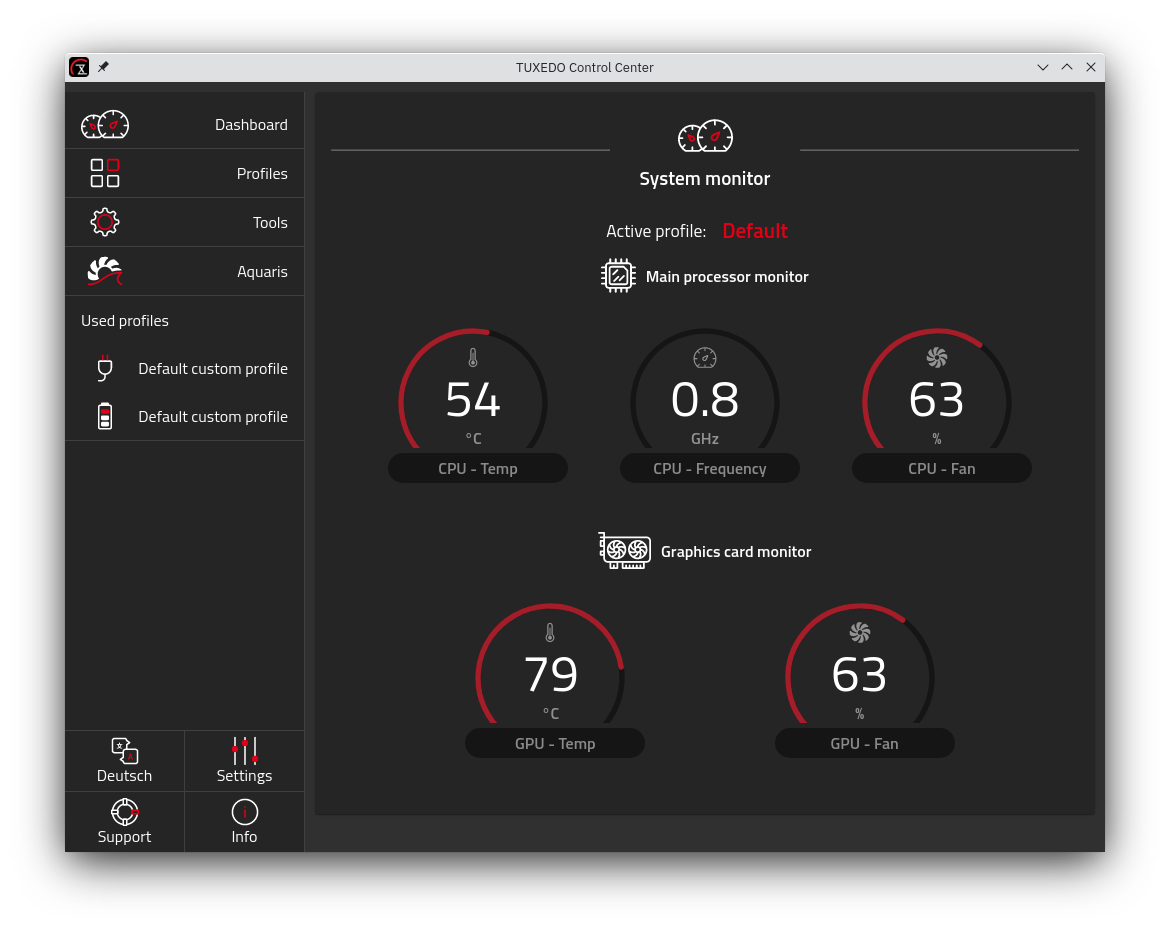 TUXEDO Control Center
Dashboard
Profiles
Tools
Aquaris
Used profiles
Default custom profile
Default custom profile
Deutsch
Settings
Support
Info
System monitor
Active profile: Default
Main processor monitor
54
°C
CPU - Temp
0.8
GHz
CPU - Frequency
63
%
CPU - Fan
Graphics card monitor
79
°C
GPU - Temp
63
%
GPU - Fan